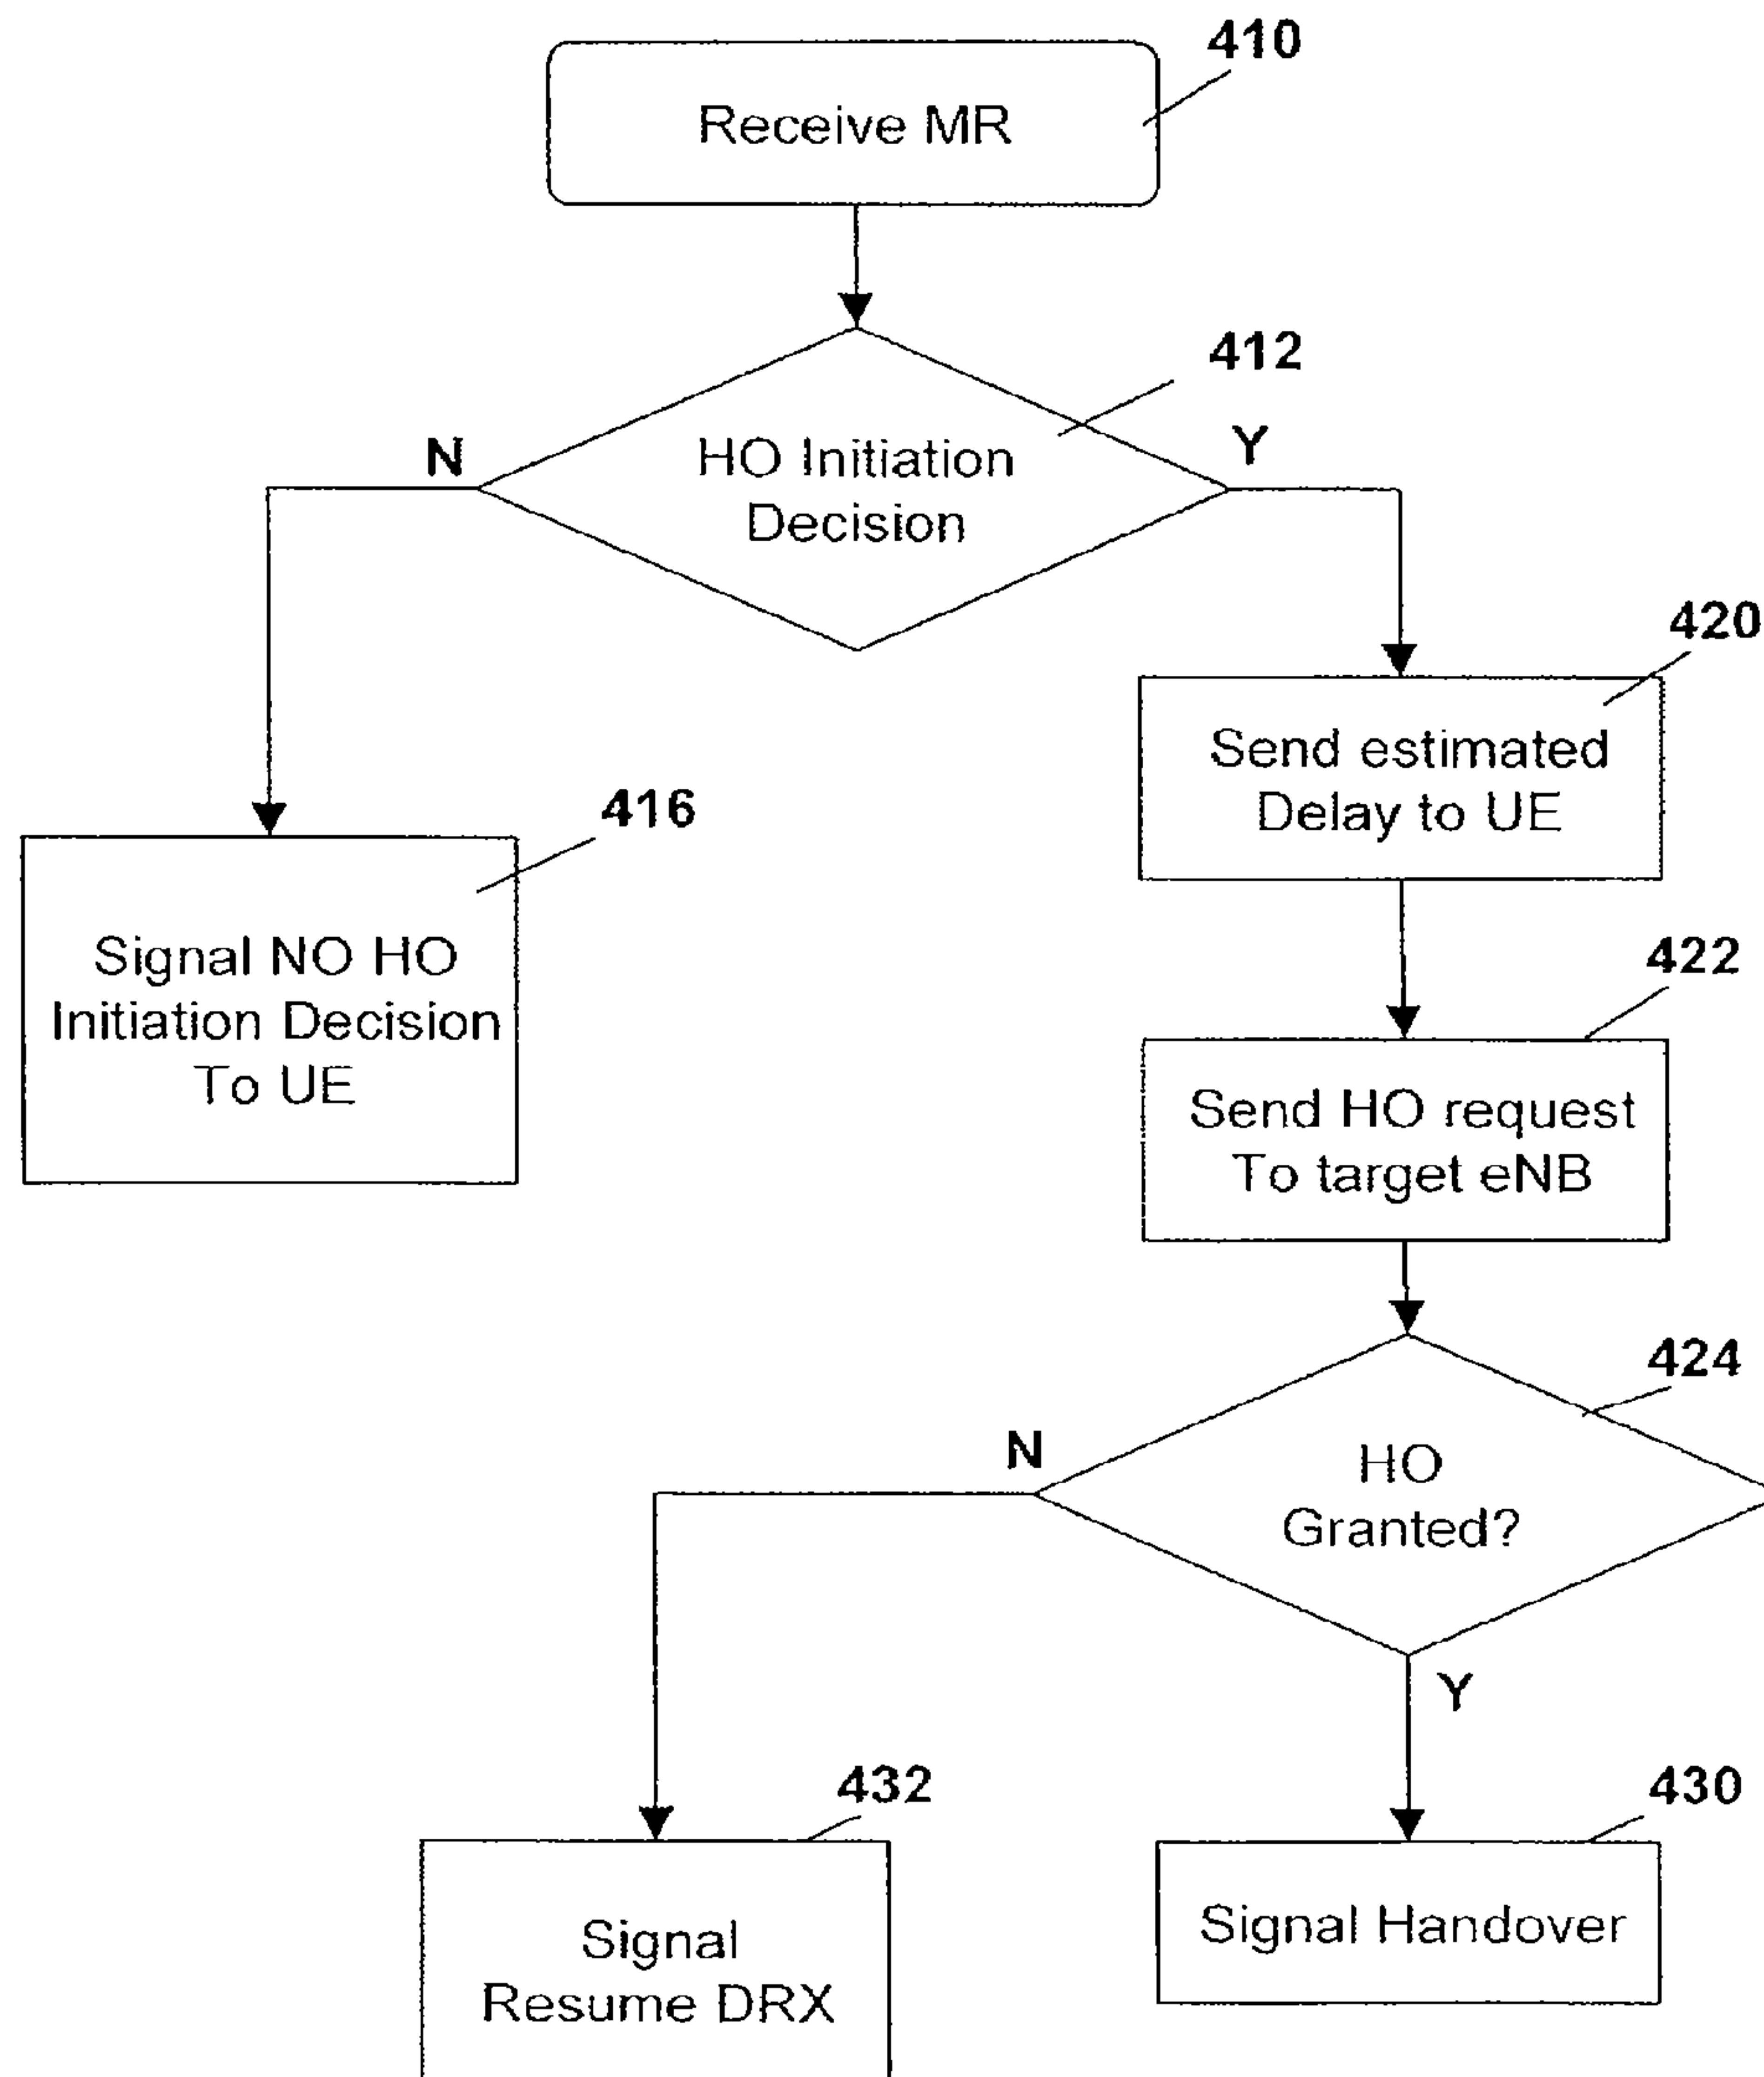 410
Receive MR
412
N
HO Initiation
Decision
Y
420
Send estimated
Delay to UE
416
Signal NO HO
Initiation Decision
To UE
422
Send HO request
To target eNB
424
N
HO
Granted?
Y
432
Signal
Resume DRX
430
Signal Handover